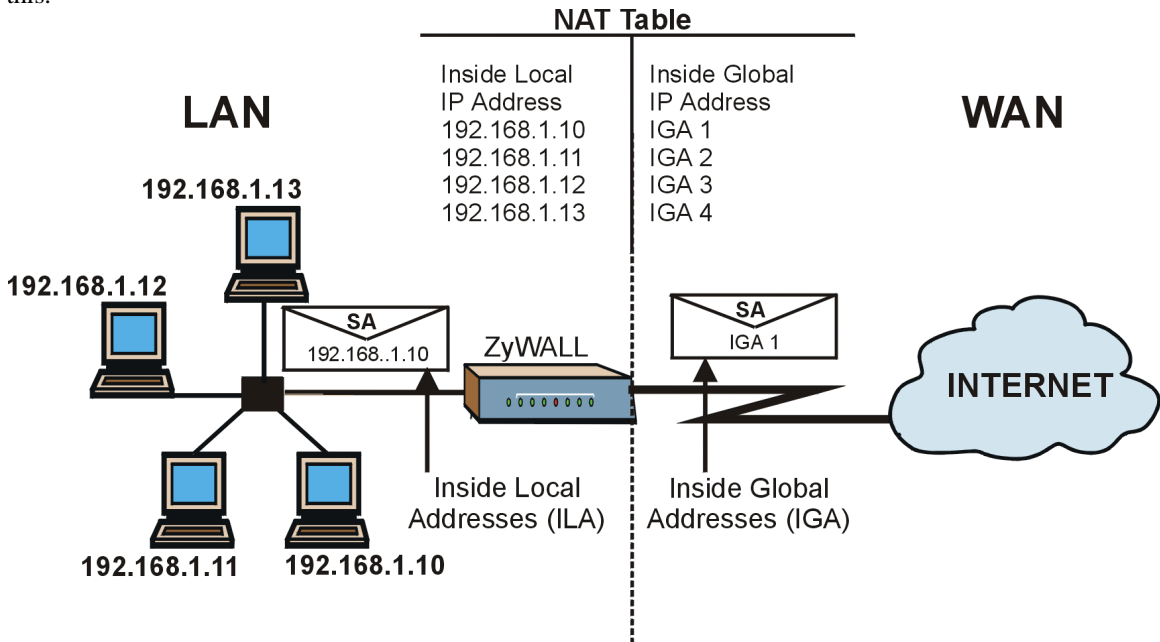 this.
NAT Table
Inside Local
IP Address
192.168.1.10
192.168.1.11
192.168.1.12
192.168.1.13
Inside Global
IP Address
IGA 1
IGA 2
IGA 3
IGA 4
LAN
WAN
192.168.1.13
192.168.1.12
SA
192.168..1.10
ZyWALL
SA
IGA 1
INTERNET
Inside Local
Addresses (ILA)
Inside Global
Addresses (IGA)
192.168.1.11
192.168.1.10